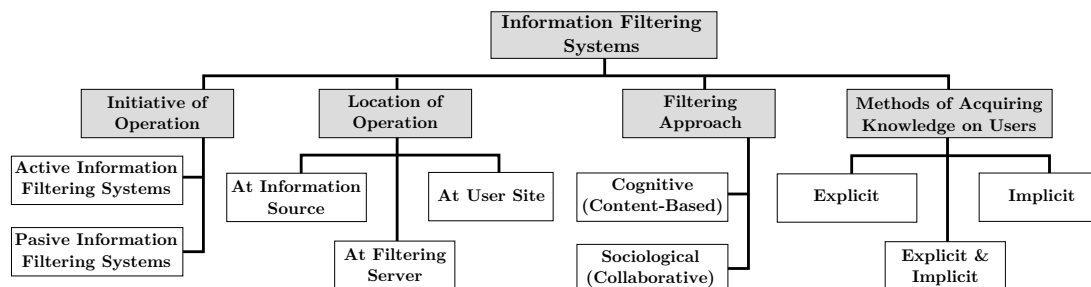 Information Filtering
Systems
Initiative of
Operation
Location of
Operation
Filtering
Approach
Methods of Acquiring
Knowledge on Users
Active Information
Filtering Systems
Pasive Information
Filtering Systems
At Information
Source
At User Site
At Filtering
Server
Cognitive
(Content-Based)
Sociological
(Collaborative)
Explicit
Implicit
Explicit &
Implicit